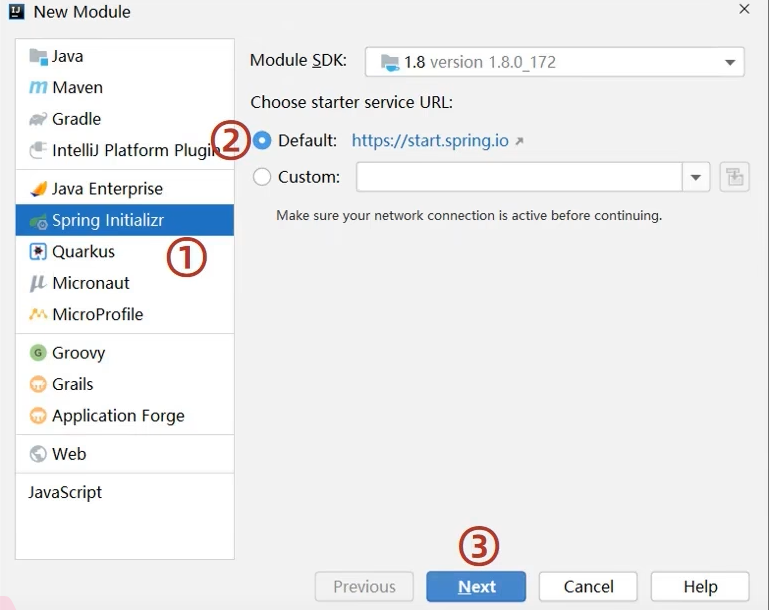 New Module
Java
Maven
Gradle
IntelliJ Platform Plugin
Java Enterprise
Spring Initializr
①
Quarkus
Micronaut
MicroProfile
Groovy
Grails
Application Forge
Web
JavaScript
Module SDK: 1.8 version 1.8.0_172
Choose starter service URL:
② Default: https://start.spring.io
Custom:
Make sure your network connection is active before continuing.
③
Previous Next Cancel Help